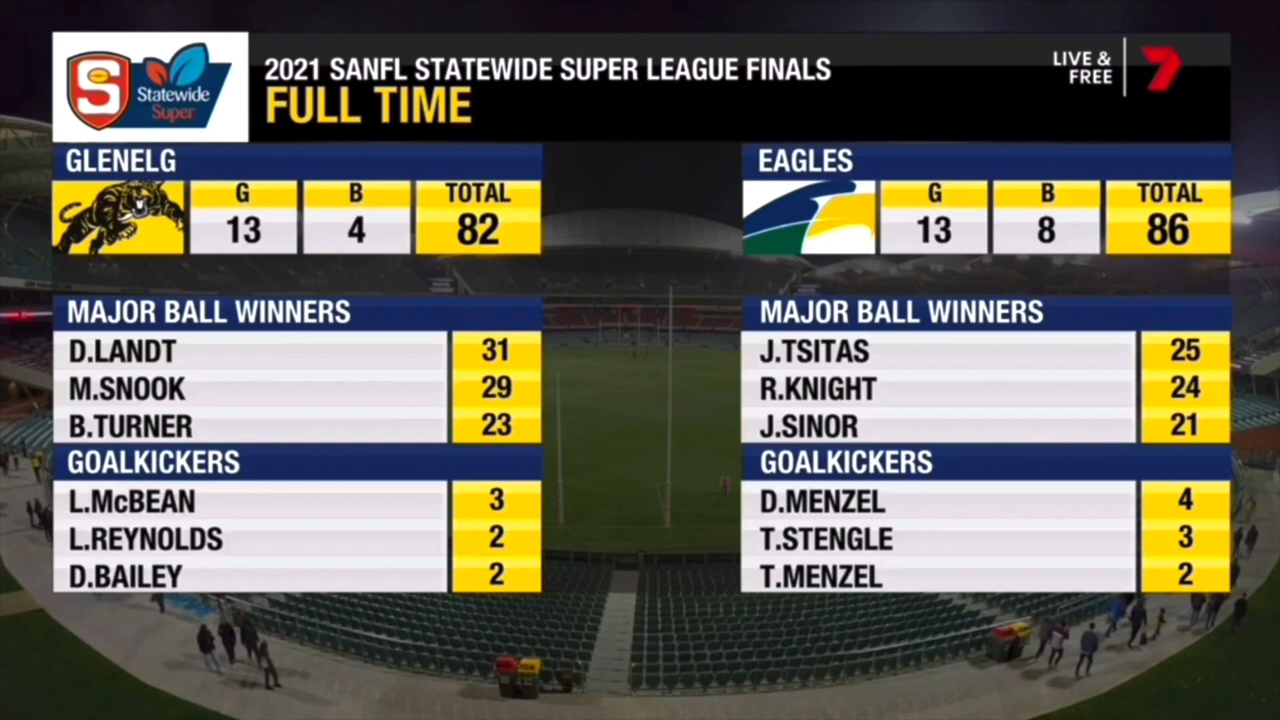 S
Statewide
Super
2021 SANFL STATEWIDE SUPER LEAGUE FINALS
FULL TIME
LIVE &
FREE
7
GLENELG
G B TOTAL
13 4 82
EAGLES
G B TOTAL
13 8 86
MAJOR BALL WINNERS
D.LANDT 31
M.SNOOK 29
B.TURNER 23
GOALKICKERS
L.McBEAN 3
L.REYNOLDS 2
D.BAILEY 2
MAJOR BALL WINNERS
J.TSITAS 25
R.KNIGHT 24
J.SINOR 21
GOALKICKERS
D.MENZEL 4
T.STENGLE 3
T.MENZEL 2